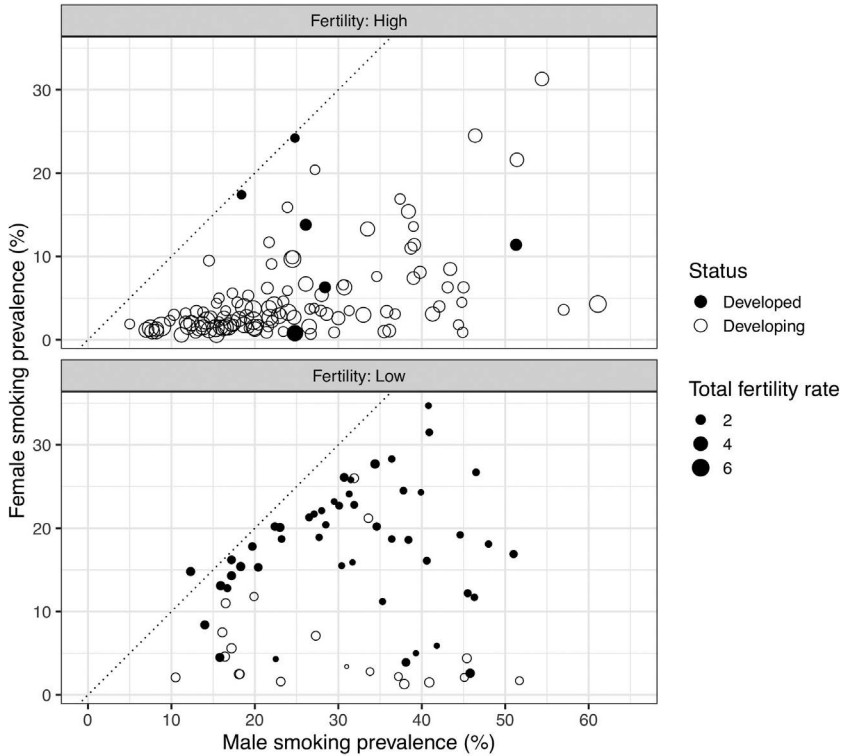 Fertility: High
30
20
10
0
Fertility: Low
30
20
10
0
0 10 20 30 40 50 60
Male smoking prevalence (%)
Female smoking prevalence (%)
Status
Developed
Developing
Total fertility rate
2
4
6